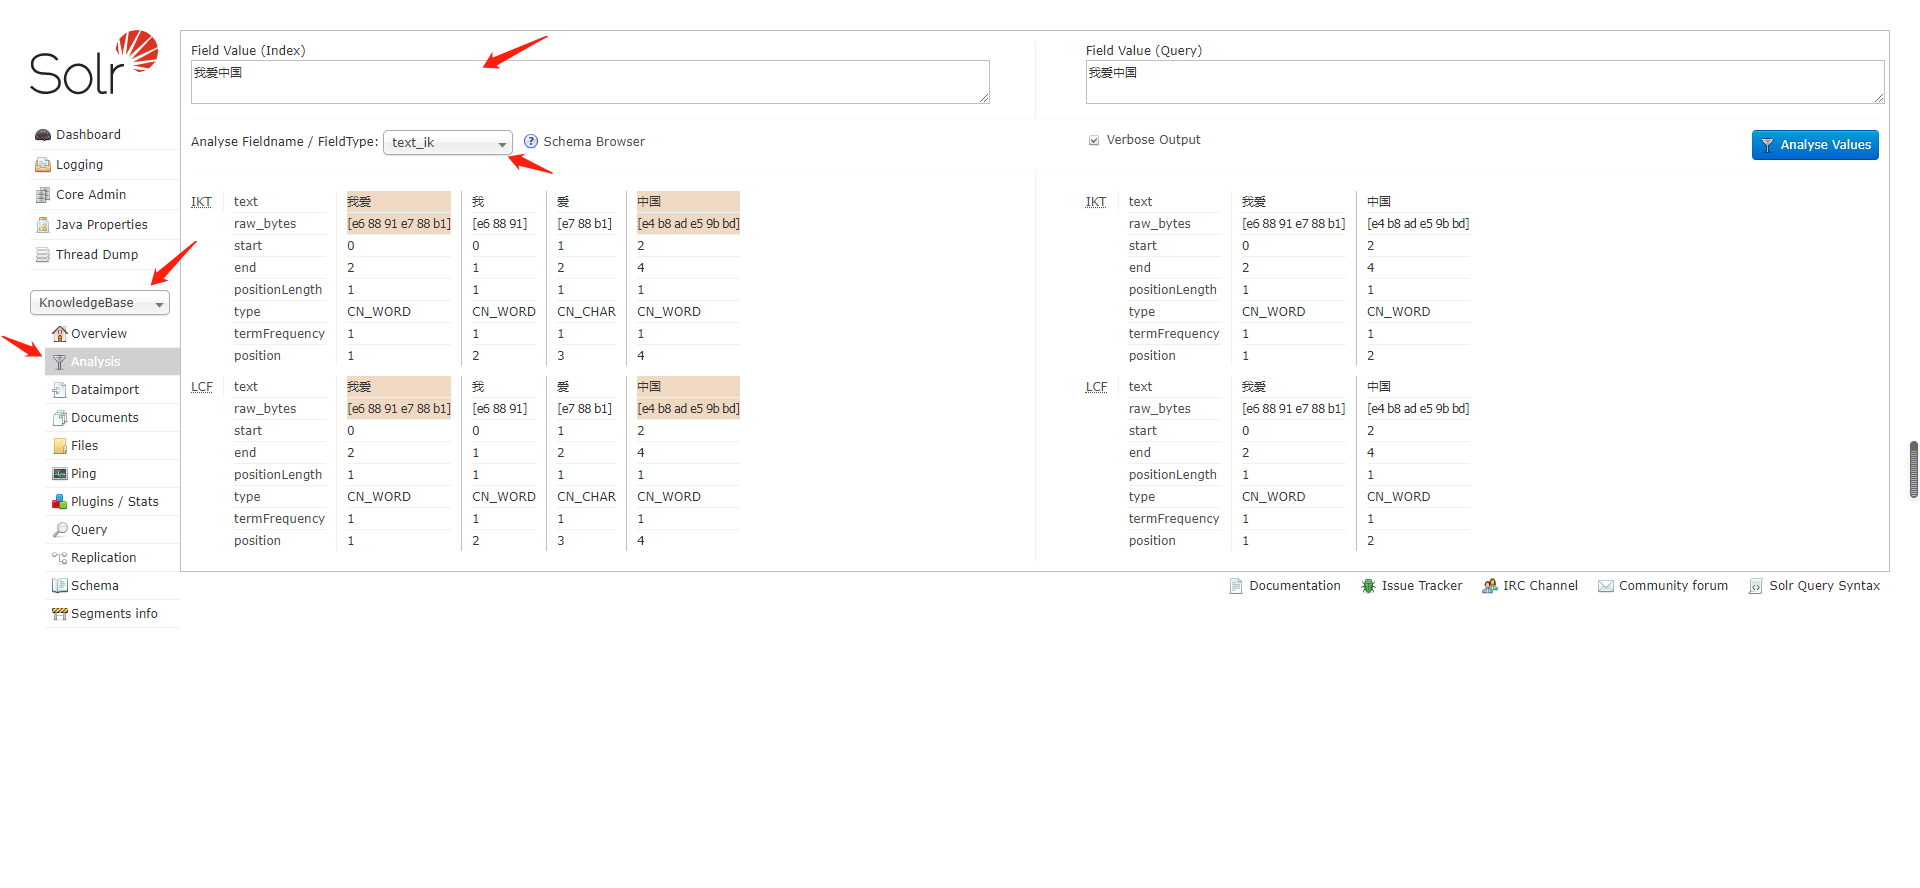 Solr
Dashboard
Logging
Core Admin
Java Properties
Thread Dump
KnowledgeBase
Overview
Analysis
Dataimport
Documents
Files
Ping
Plugins / Stats
Query
Replication
Schema
Segments info
Field Value (Index)
我爱中国
Field Value (Query)
我爱中国
Analyse Fieldname / FieldType: text_ik ? Schema Browser
Verbose Output
Analyse Values
IKT text 我爱 我 爱 中国
raw_bytes [e6 88 91 e7 88 b1] [e6 88 91] [e7 88 b1] [e4 b8 ad e5 9b bd]
start 0 0 1 2
end 2 1 2 4
positionLength 1 1 1 1
type CN_WORD CN_WORD CN_CHAR CN_WORD
termFrequency 1 1 1 1
position 1 2 3 4
LCF text 我爱 我 爱 中国
raw_bytes [e6 88 91 e7 88 b1] [e6 88 91] [e7 88 b1] [e4 b8 ad e5 9b bd]
start 0 0 1 2
end 2 1 2 4
positionLength 1 1 1 1
type CN_WORD CN_WORD CN_CHAR CN_WORD
termFrequency 1 1 1 1
position 1 2 3 4
IKT text 我爱 中国
raw_bytes [e6 88 91 e7 88 b1] [e4 b8 ad e5 9b bd]
start 0 2
end 2 4
positionLength 1 1
type CN_WORD CN_WORD
termFrequency 1 1
position 1 2
LCF text 我爱 中国
raw_bytes [e6 88 91 e7 88 b1] [e4 b8 ad e5 9b bd]
start 0 2
end 2 4
positionLength 1 1
type CN_WORD CN_WORD
termFrequency 1 1
position 1 2
Documentation Issue Tracker IRC Channel Community forum Solr Query Syntax